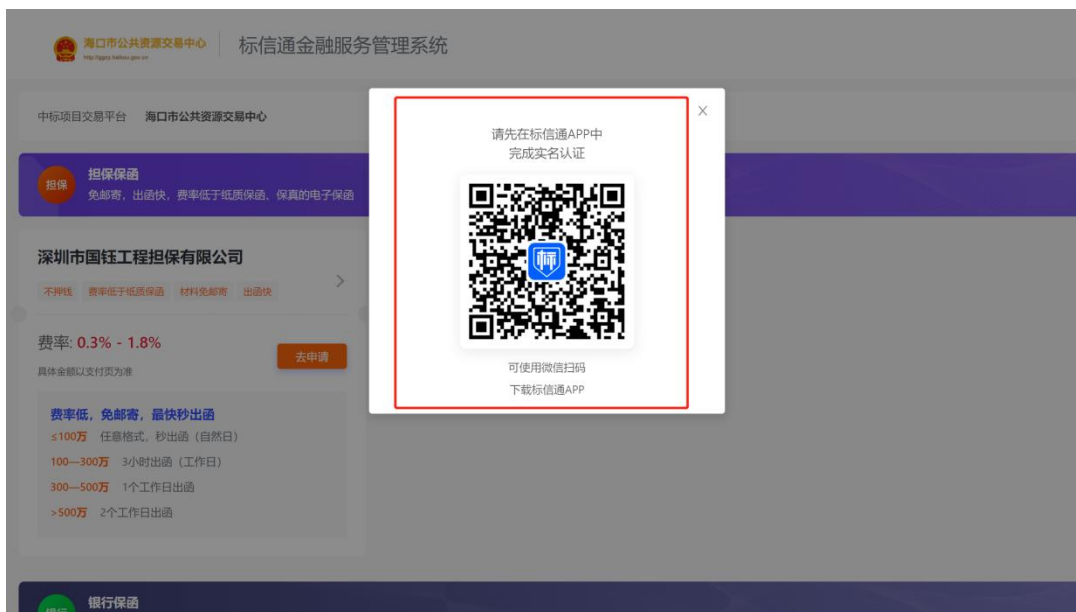 海口市公共资源交易中心
标信通金融服务管理系统
中标项目交易平台 海口市公共资源交易中心
担保
担保保函
免邮寄，出函快，费率低于纸质保函、保真的电子保函
深圳市国钰工程担保有限公司
不押钱 费率低于纸质保函 材料免邮寄 出函快
费率: 0.3% - 1.8%
去申请
具体金额以支付页为准
费率低，免邮寄，最快秒出函
≤100万 任意格式，秒出函（自然日）
100—300万 3小时出函（工作日）
300—500万 1个工作日出函
>500万 2个工作日出函
银行
银行保函
请先在标信通APP中
完成实名认证
标
可使用微信扫码
下载标信通APP